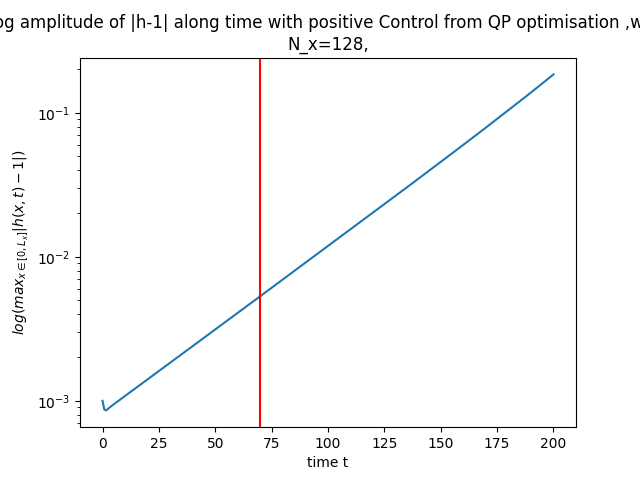 og amplitude of |h-1| along time with positive Control from QP optimisation ,w
N_x=128,
10⁻¹
10⁻²
10⁻³
log(max_{x∈[0,L_x]}|h(x,t)−1|)
0 25 50 75 100 125 150 175 200
time t